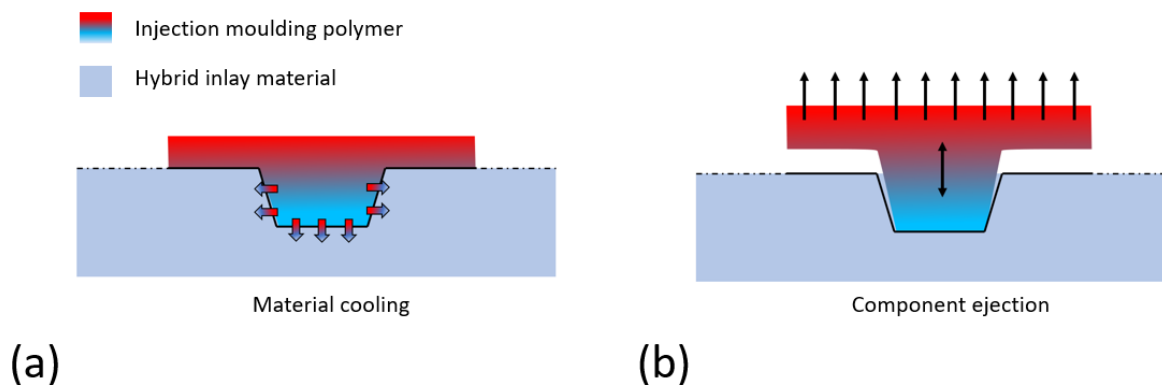 Injection moulding polymer
Hybrid inlay material
Material cooling
Component ejection
(a)
(b)